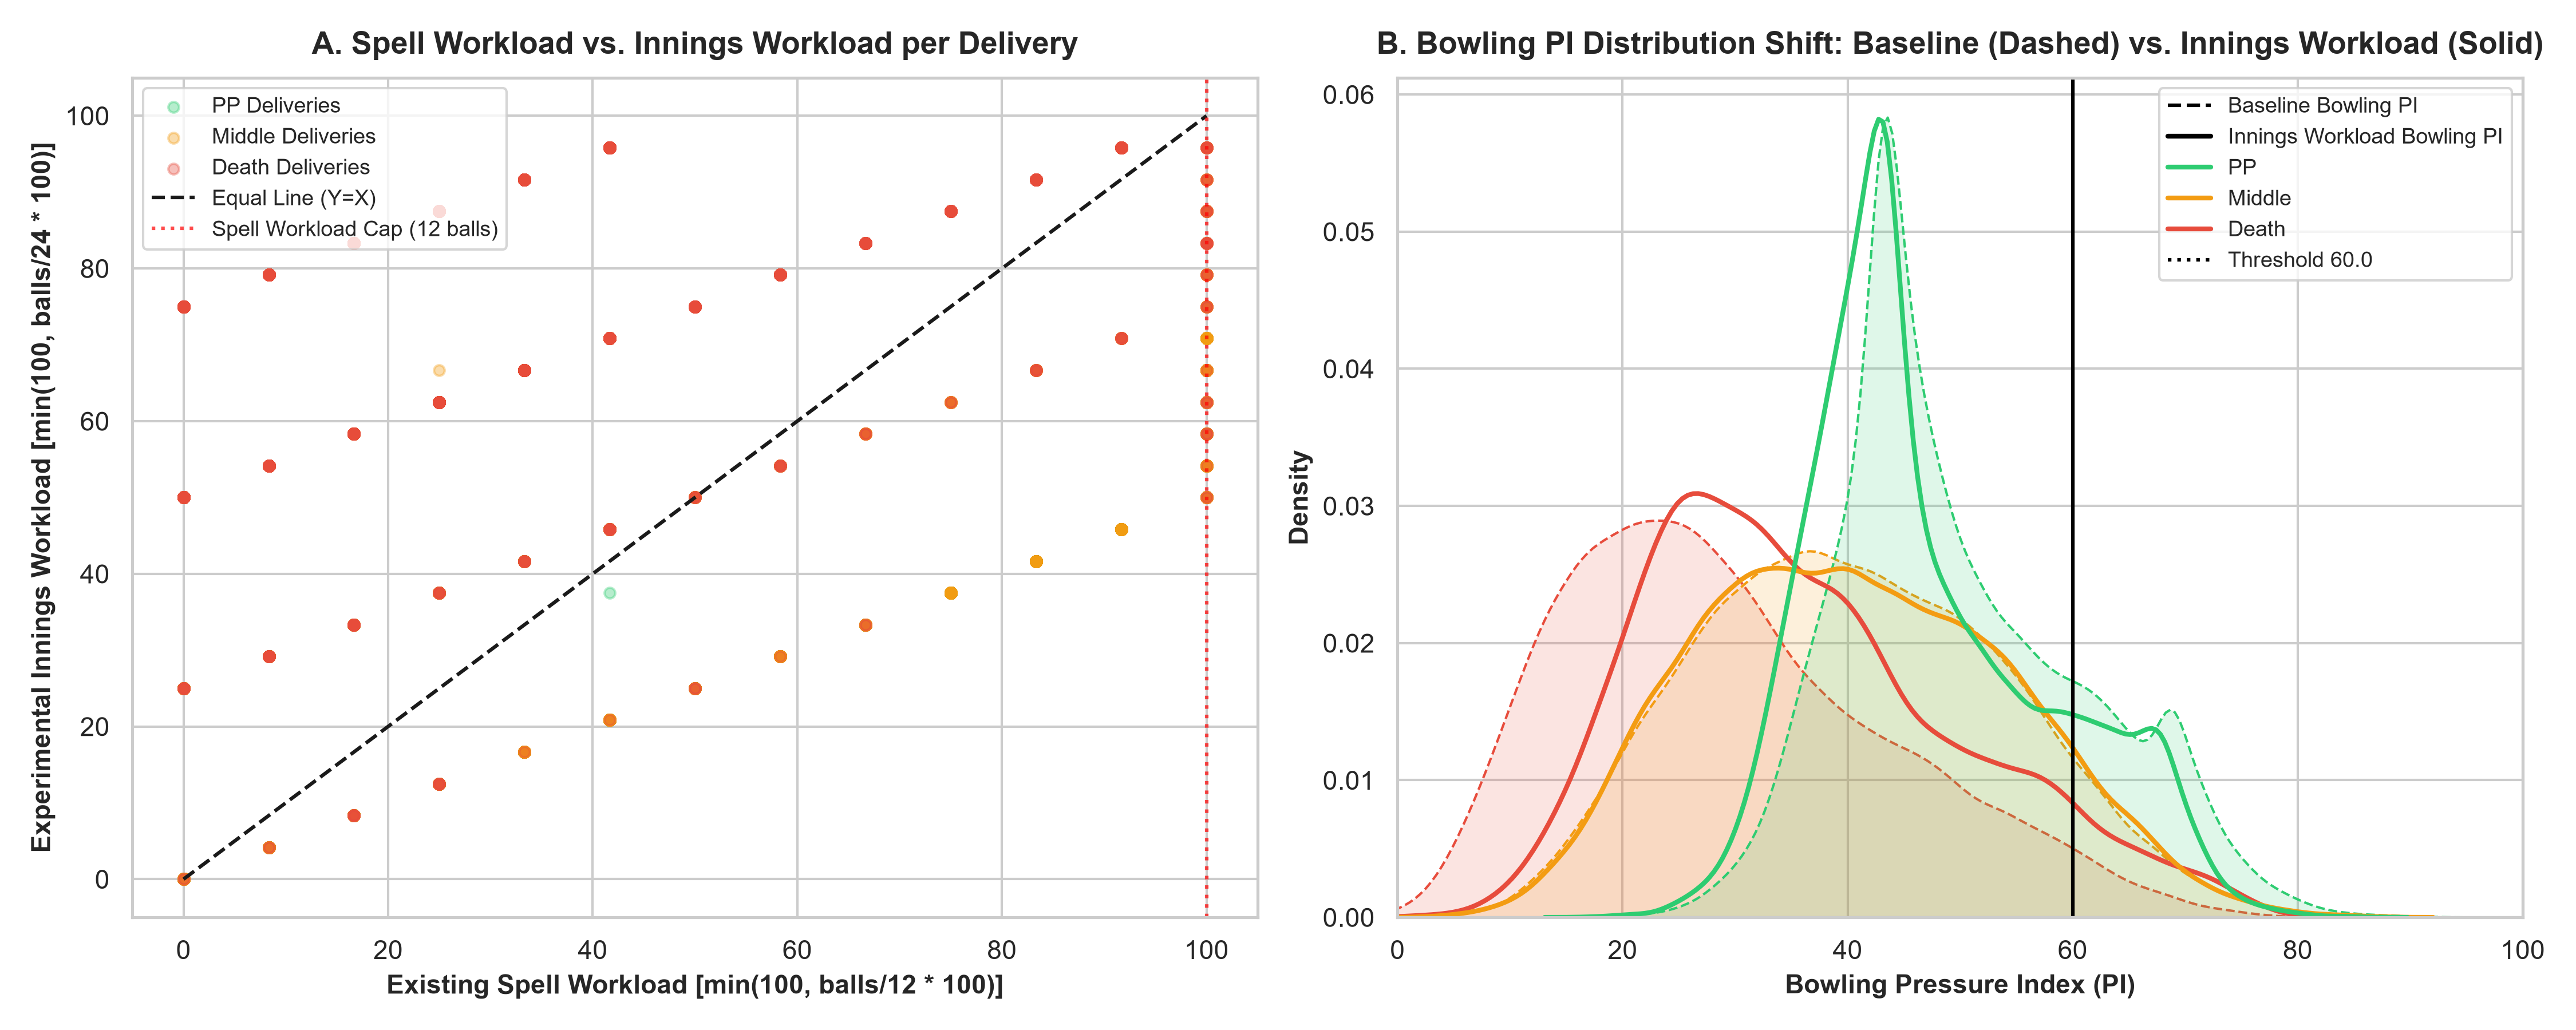 A. Spell Workload vs. Innings Workload per Delivery
PP Deliveries
Middle Deliveries
Death Deliveries
Equal Line (Y=X)
Spell Workload Cap (12 balls)
Experimental Innings Workload [min(100, balls/24 * 100)]
100
80
60
40
20
0
0 20 40 60 80 100
Existing Spell Workload [min(100, balls/12 * 100)]
B. Bowling PI Distribution Shift: Baseline (Dashed) vs. Innings Workload (Solid)
Baseline Bowling PI
Innings Workload Bowling PI
PP
Middle
Death
Threshold 60.0
Density
0.06
0.05
0.04
0.03
0.02
0.01
0.00
0 20 40 60 80 100
Bowling Pressure Index (PI)